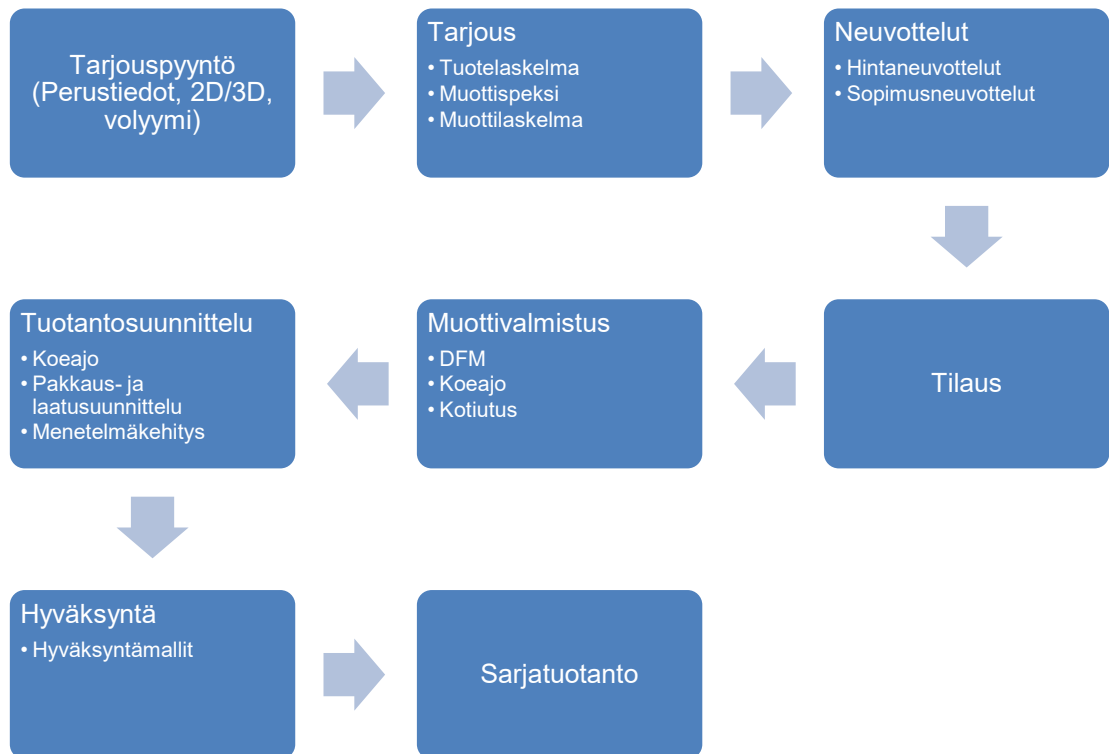 Tarjouspyyntö
(Perustiedot, 2D/3D,
volyymi)
Tarjous
• Tuotelaskelma
• Muottispeksi
• Muottilaskelma
Neuvottelut
• Hintaneuvottelut
• Sopimusneuvottelut
Tilaus
Muottivalmistus
• DFM
• Koeajo
• Kotiutus
Tuotantosuunnittelu
• Koeajo
• Pakkaus- ja
laatusuunnittelu
• Menetelmäkehitys
Hyväksyntä
• Hyväksyntämallit
Sarjatuotanto